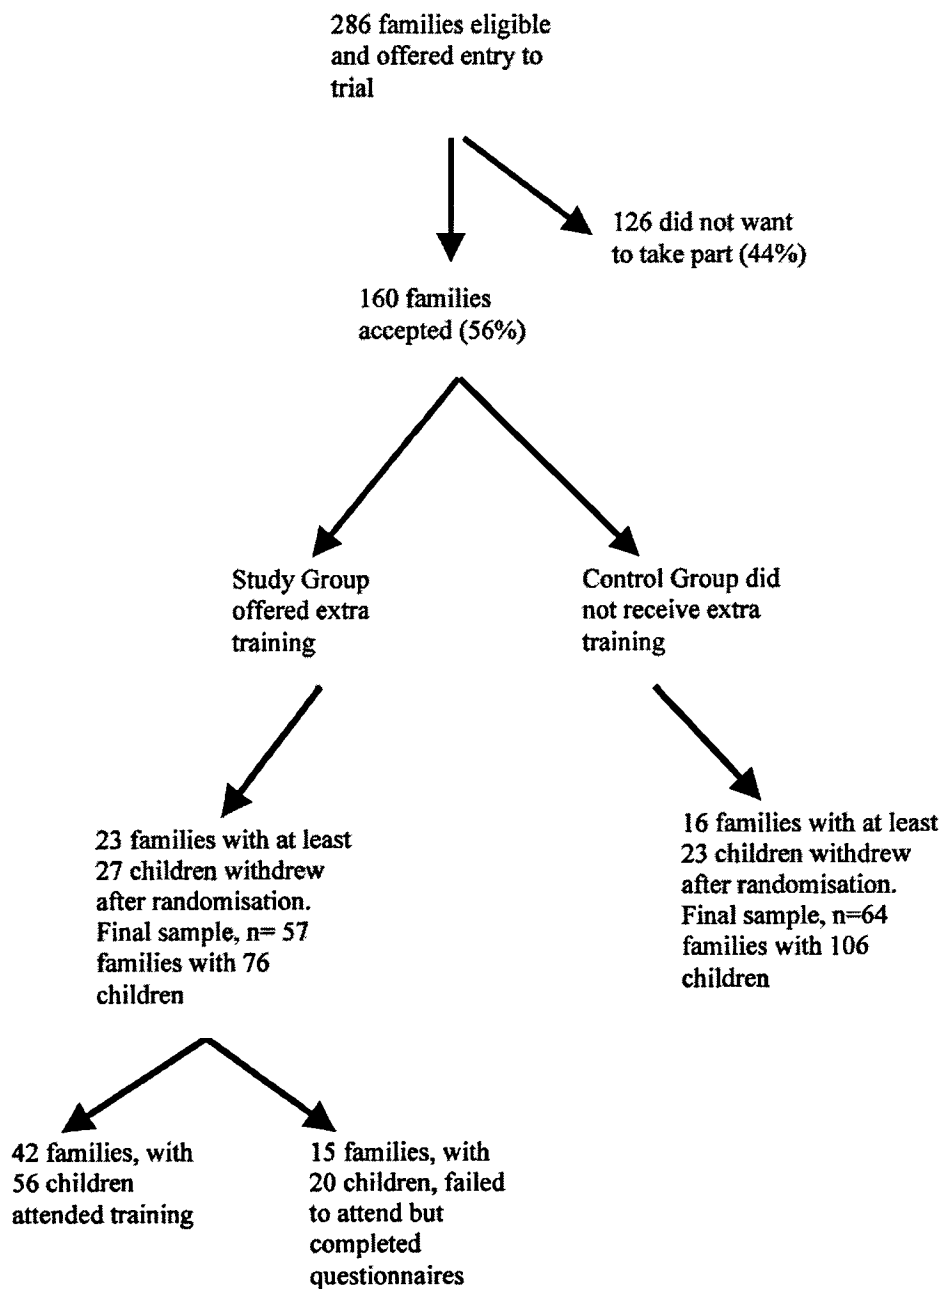 286 families eligible
and offered entry to
trial
126 did not want
to take part (44%)
160 families
accepted (56%)
Study Group
offered extra
training
Control Group did
not receive extra
training
23 families with at least
27 children withdrew
after randomisation.
Final sample, n= 57
families with 76
children
16 families with at least
23 children withdrew
after randomisation.
Final sample, n=64
families with 106
children
42 families, with
56 children
attended training
15 families, with
20 children, failed
to attend but
completed
questionnaires